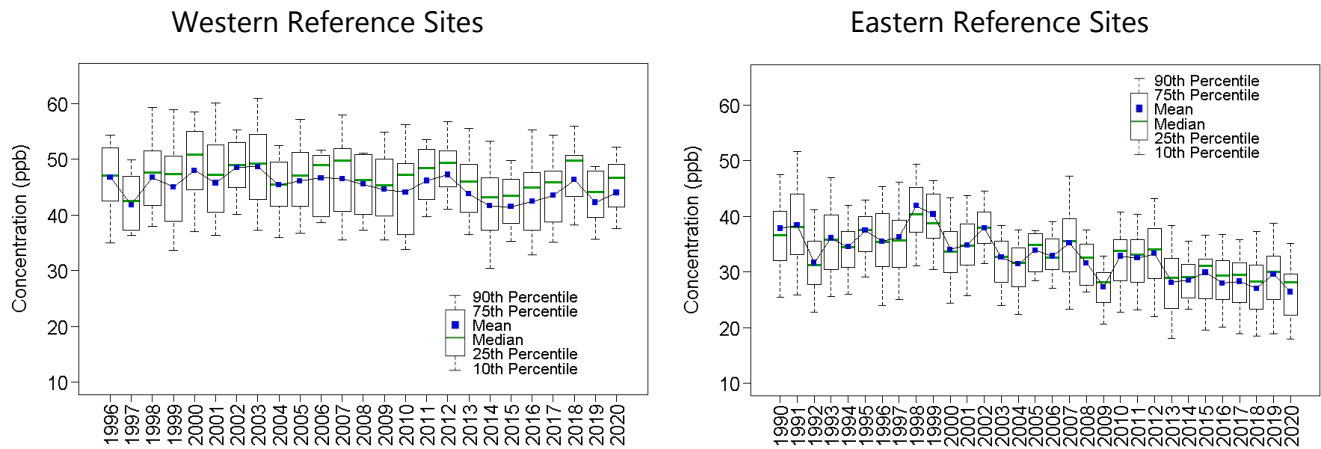 Western Reference Sites
Concentration (ppb)
60
50
40
30
20
10
90th Percentile
75th Percentile
Mean
Median
25th Percentile
10th Percentile
1996 1997 1998 1999 2000 2001 2002 2003 2004 2005 2006 2007 2008 2009 2010 2011 2012 2013 2014 2015 2016 2017 2018 2019 2020
Eastern Reference Sites
Concentration (ppb)
60
50
40
30
20
10
90th Percentile
75th Percentile
Mean
Median
25th Percentile
10th Percentile
1990 1991 1992 1993 1994 1995 1996 1997 1998 1999 2000 2001 2002 2003 2004 2005 2006 2007 2008 2009 2010 2011 2012 2013 2014 2015 2016 2017 2018 2019 2020